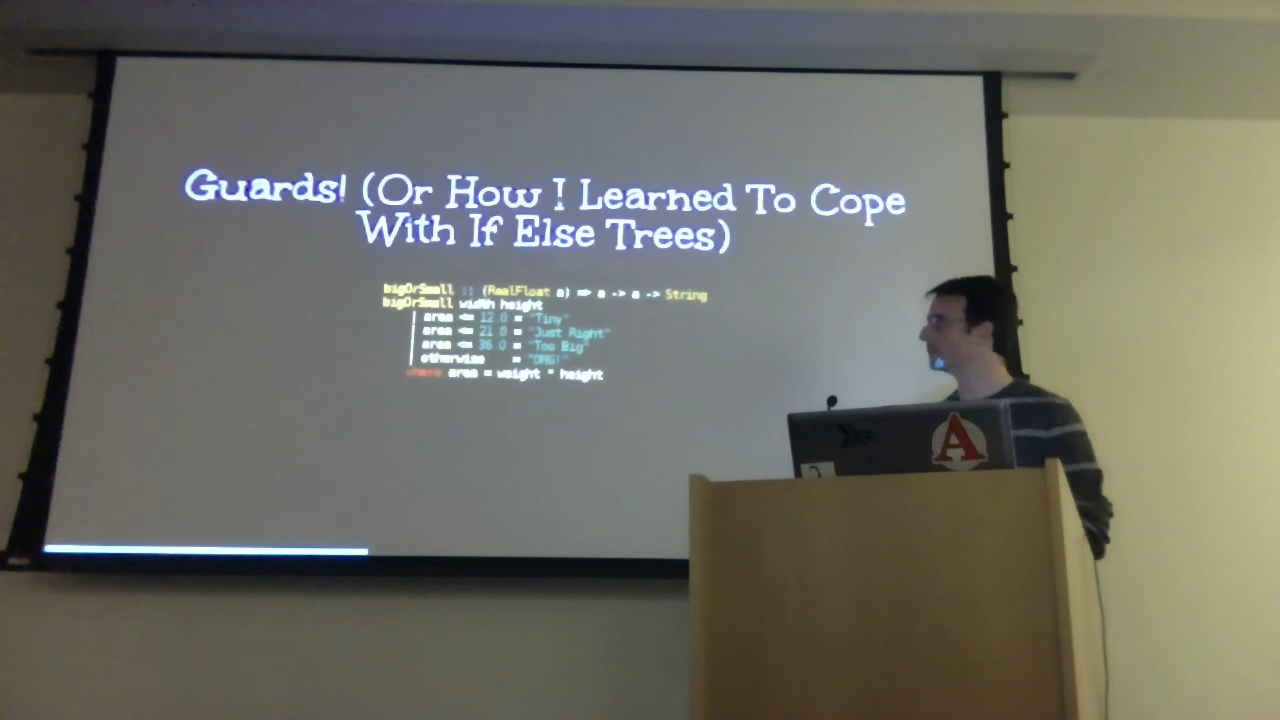 Guards! (Or How I Learned To Cope
With If Else Trees)
bigOrSmall :: (RealFloat a) => a -> a -> String
bigOrSmall width height
| area <= 12.0 = "Tiny"
| area <= 21.0 = "Just Right"
| area <= 36.0 = "Too Big"
| otherwise = "OMG!"
where area = weight * height
A